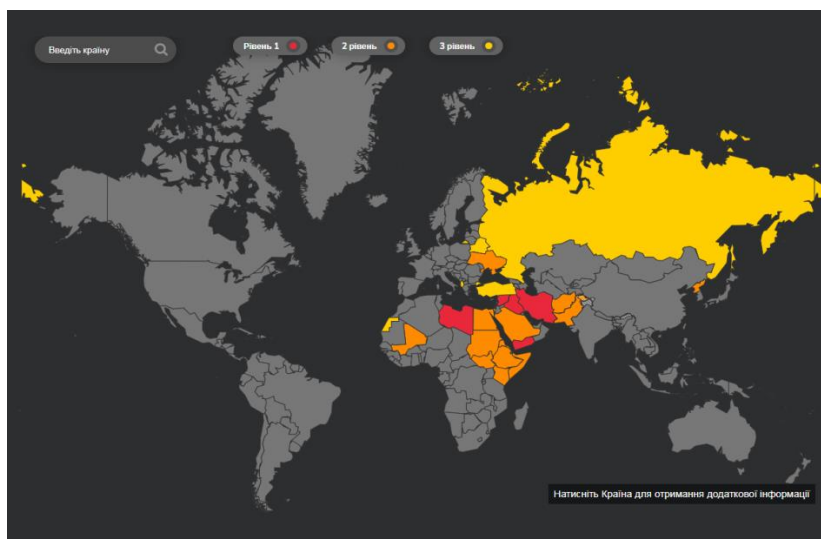 Введіть країну
Рівень 1
2 рівень
3 рівень
Натисніть Країна для отримання додаткової інформації